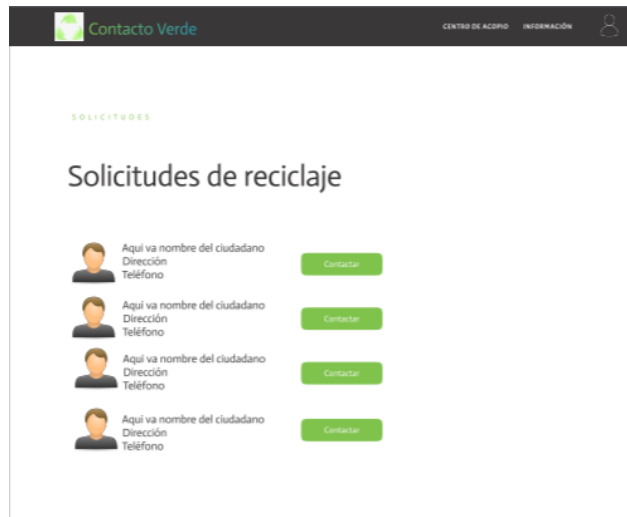 Contacto Verde
CENTRO DE ACOPIO INFORMACIÓN
SOLICITUDES
Solicitudes de reciclaje
Aqui va nombre del ciudadano
Dirección
Teléfono
Contactar
Aqui va nombre del ciudadano
Dirección
Teléfono
Contactar
Aqui va nombre del ciudadano
Dirección
Teléfono
Contactar
Aqui va nombre del ciudadano
Dirección
Teléfono
Contactar